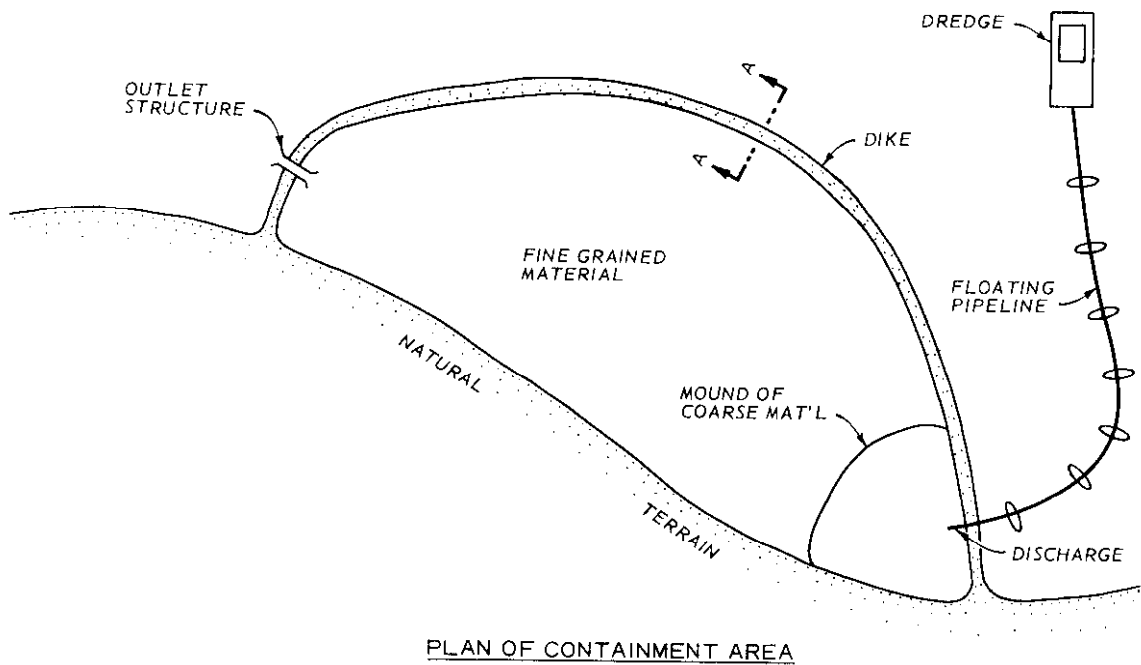 DREDGE
OUTLET
STRUCTURE
A
A
DIKE
FINE GRAINED
MATERIAL
FLOATING
PIPELINE
NATURAL
MOUND OF
COARSE MAT'L
TERRAIN
DISCHARGE
PLAN OF CONTAINMENT AREA